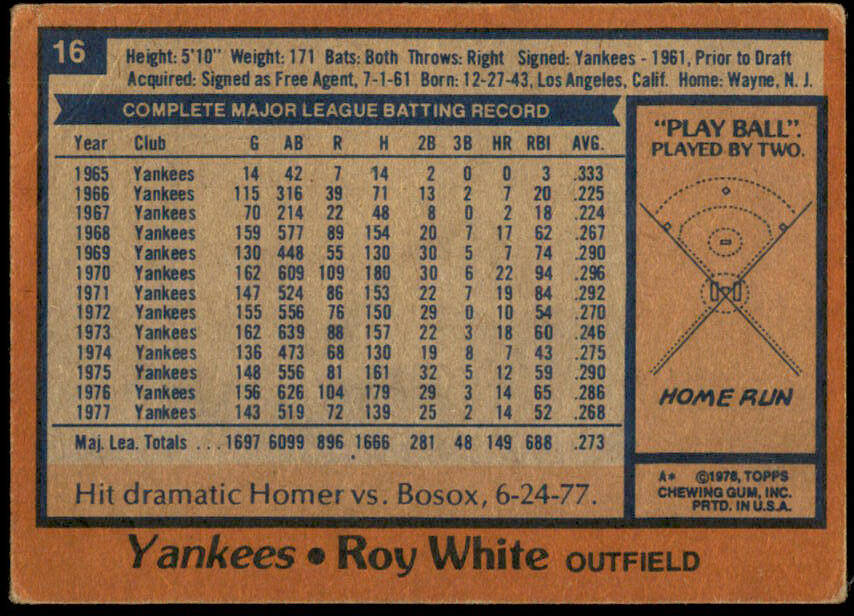 16
Height: 5'10" Weight: 171 Bats: Both Throws: Right Signed: Yankees - 1961, Prior to Draft
Acquired: Signed as Free Agent, 7-1-61 Born: 12-27-43, Los Angeles, Calif. Home: Wayne, N. J.
COMPLETE MAJOR LEAGUE BATTING RECORD
Year Club G AB R H 2B 3B HR RBI AVG.
1965 Yankees 14 42 7 14 2 0 0 3 .333
1966 Yankees 115 316 39 71 13 2 7 20 .225
1967 Yankees 70 214 22 48 8 0 2 18 .224
1968 Yankees 159 577 89 154 20 7 17 62 .267
1969 Yankees 130 448 55 130 30 5 7 74 .290
1970 Yankees 162 609 109 180 30 6 22 94 .296
1971 Yankees 147 524 86 153 22 7 19 84 .292
1972 Yankees 155 556 76 150 29 0 10 54 .270
1973 Yankees 162 639 88 157 22 3 18 60 .246
1974 Yankees 136 473 68 130 19 8 7 43 .275
1975 Yankees 148 556 81 161 32 5 12 59 .290
1976 Yankees 156 626 104 179 29 3 14 65 .286
1977 Yankees 143 519 72 139 25 2 14 52 .268
Maj. Lea. Totals ... 1697 6099 896 1666 281 48 149 688 .273
Hit dramatic Homer vs. Bosox, 6-24-77.
"PLAY BALL".
PLAYED BY TWO.
HOME RUN
A* ©1978, TOPPS
CHEWING GUM, INC.
PRTD. IN U.S.A.
Yankees • Roy White OUTFIELD